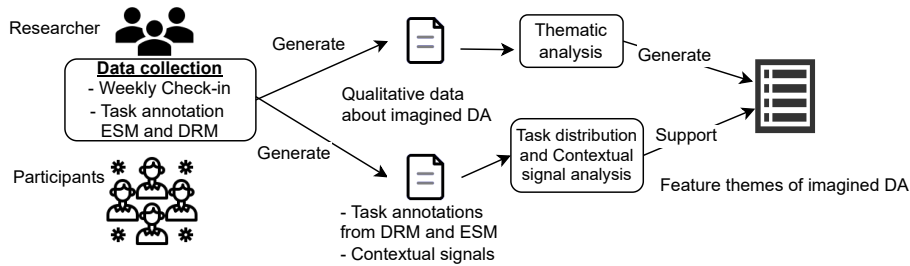 Researcher
Data collection
- Weekly Check-in
- Task annotation
ESM and DRM
Participants
Generate
Generate
Qualitative data
about imagined DA
- Task annotations
from DRM and ESM
- Contextual signals
Thematic
analysis
Task distribution
and Contextual
signal analysis
Generate
Support
Feature themes of imagined DA